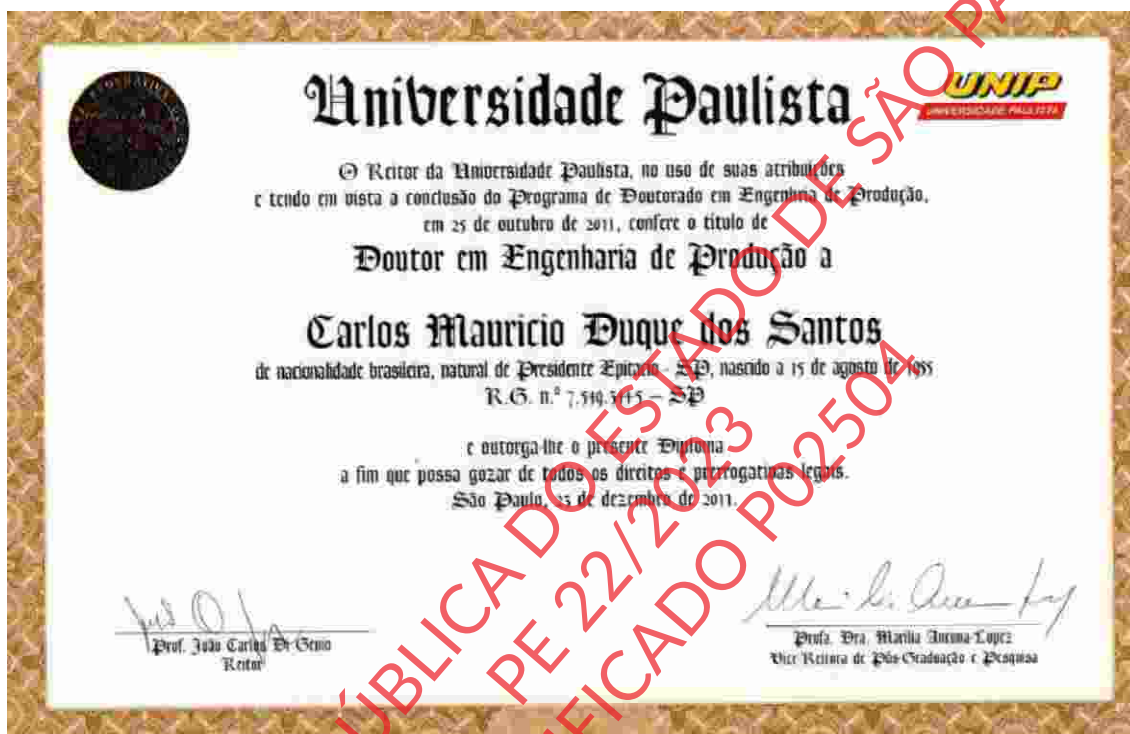 Universidade Paulista
UNIP
UNIVERSIDADE PAULISTA
O Reitor da Universidade Paulista, no uso de suas atribuições
e tendo em vista a conclusão do Programa de Doutorado em Engenharia de Produção,
em 25 de outubro de 2011, confere o título de
Doutor em Engenharia de Produção a
Carlos Mauricio Duque dos Santos
de nacionalidade brasileira, natural de Presidente Epitácio - SP, nascido a 15 de agosto de 1955
R.G. n.º – SP
e outorga-lhe o presente Diploma
a fim que possa gozar de todos os direitos e prerrogativas legais.
São Paulo, de dezembro de 2011.
Prof. João Carlos Di Genio
Reitor
Profa. Dra. Marilia Ancona-Lopez
Vice Reitora de Pós-Graduação e Pesquisa
ÚBLICA DO ESTADO DE SÃO PA
PE 22/2023
FICADO P02504